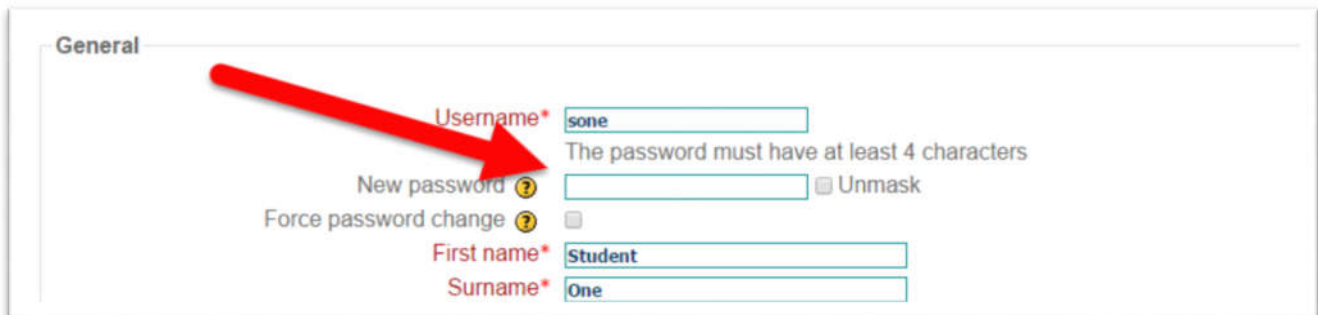 General
Username* sone
The password must have at least 4 characters
New password ? Unmask
Force password change ?
First name* Student
Surname* One